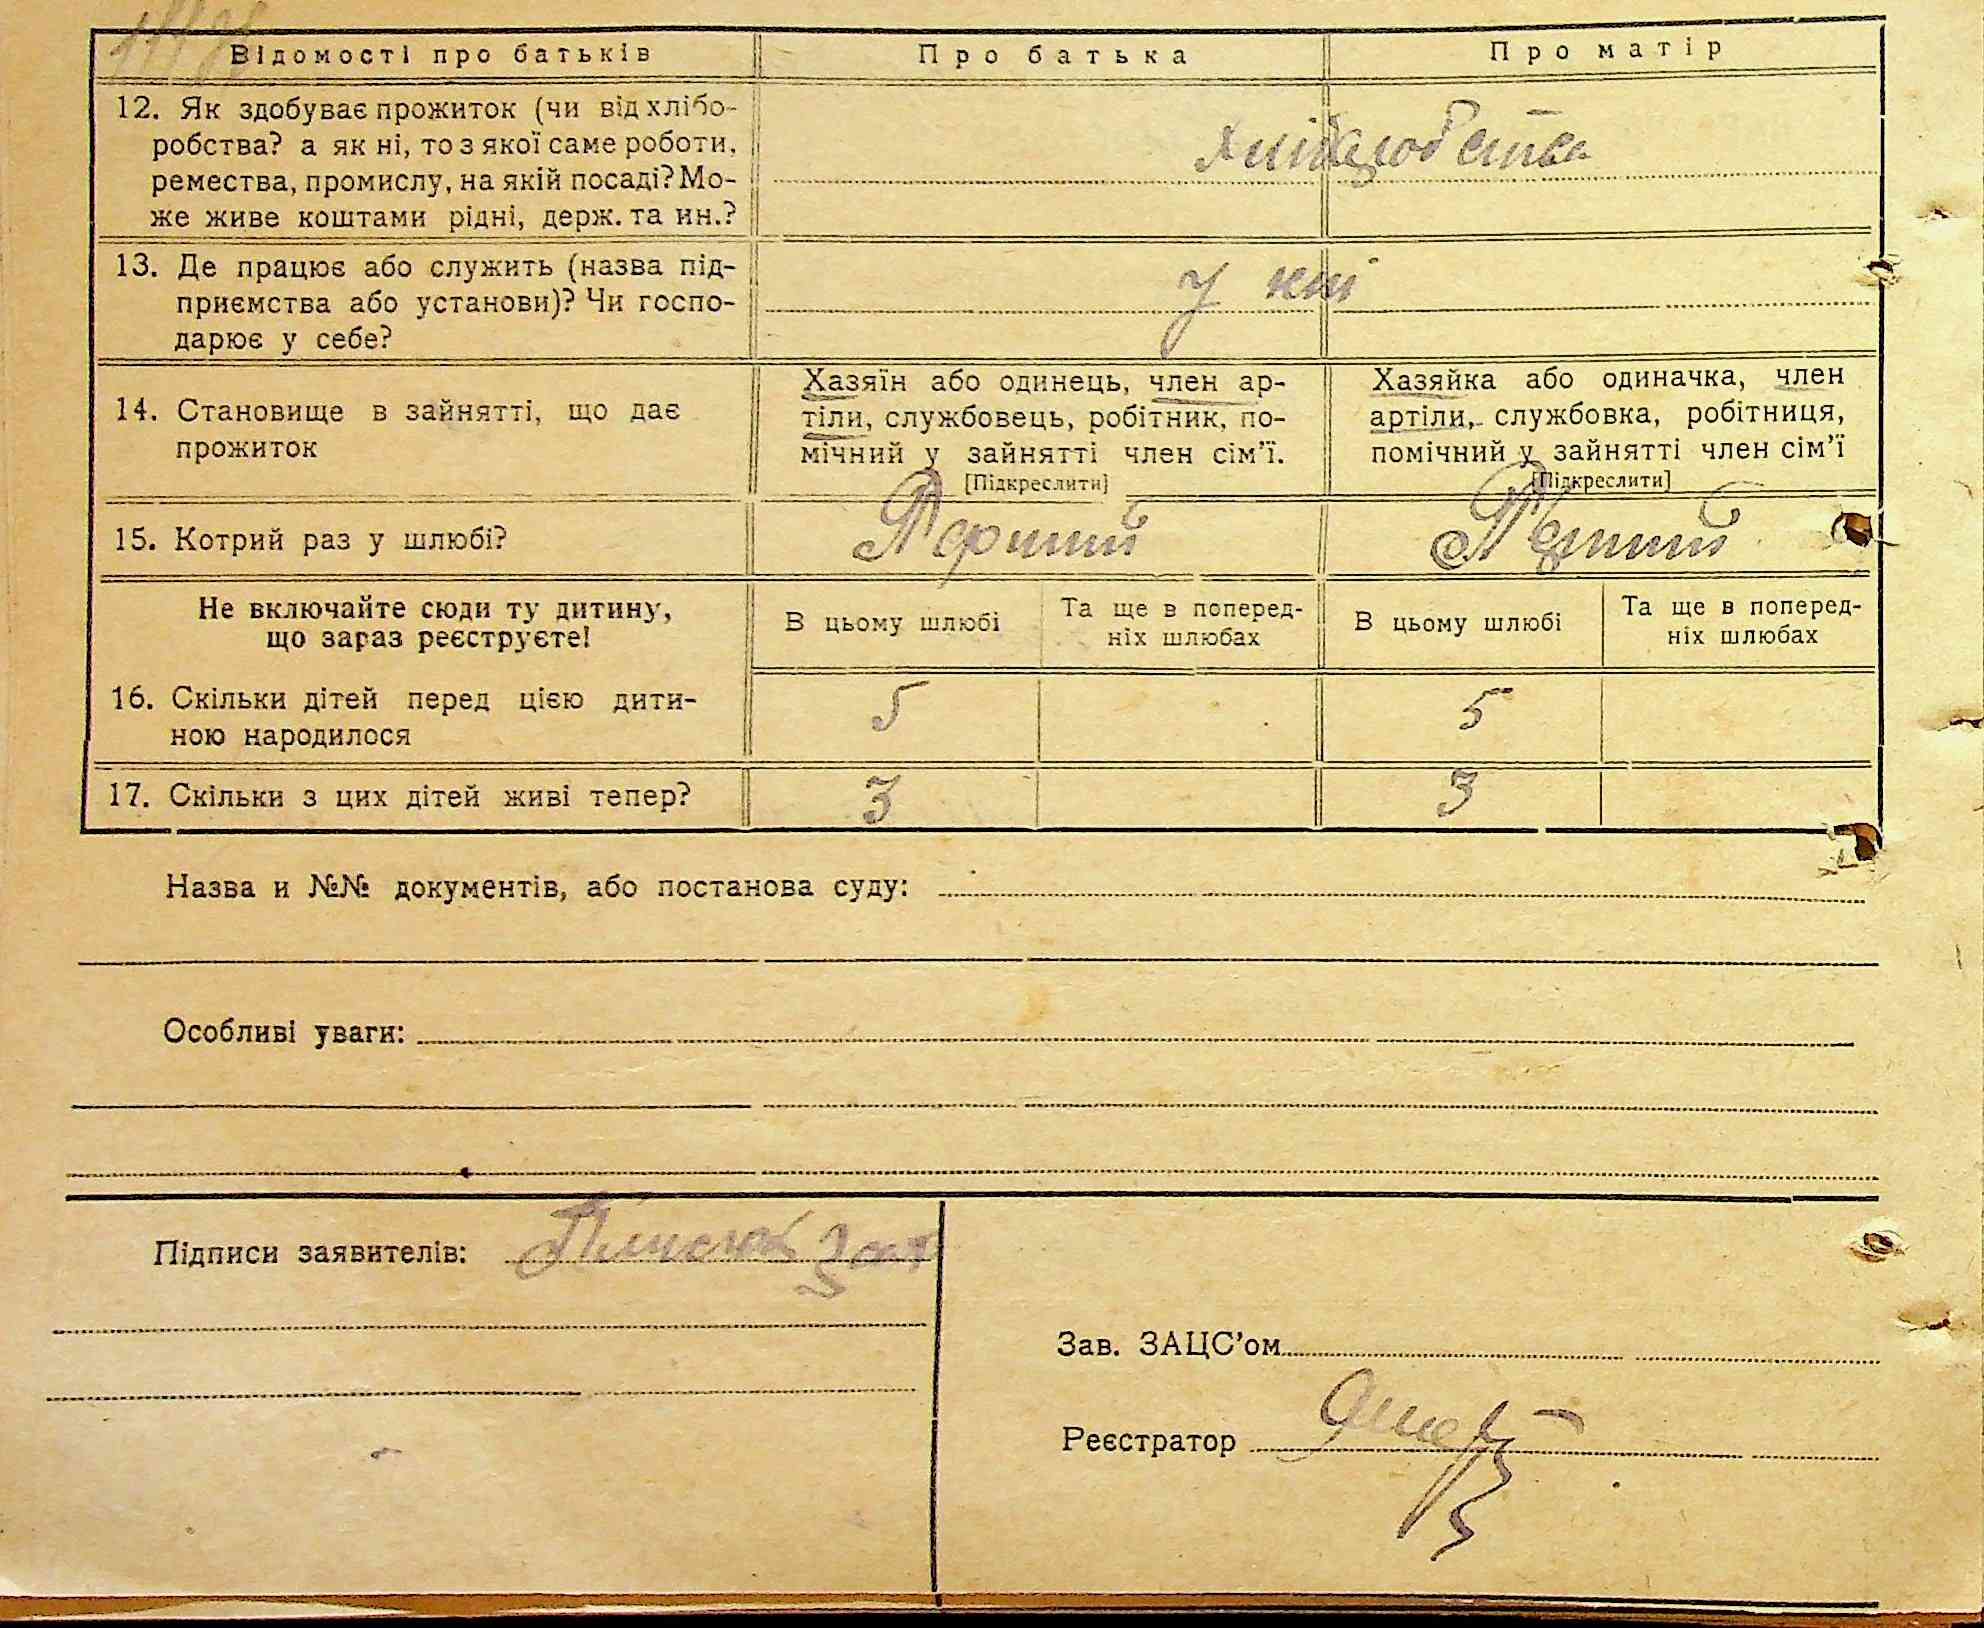 Відомості про батьків
Про батька
Про матір
12. Як здобуває прожиток (чи від хлібо-
робства? а як ні, то з якої саме роботи,
ремества, промислу, на якій посаді? Мо-
же живе коштами рідні, держ. та ин.?
хліборобства
13. Де працює або служить (назва під-
приємства або установи)? Чи госпо-
дарює у себе?
у
14. Становище в зайнятті, що дає
прожиток
Хазяїн або одинець, член ар-
тіли, службовець, робітник, по-
мічний у зайнятті член сім'ї.
[Підкреслити]
Хазяйка або одиначка, член
артіли, службовка, робітниця,
помічний у зайнятті член сім'ї
[Підкреслити]
15. Котрий раз у шлюбі?
Перший
Перший
Не включайте сюди ту дитину,
що зараз реєструєте!
В цьому шлюбі
Та ще в поперед-
ніх шлюбах
В цьому шлюбі
Та ще в поперед-
ніх шлюбах
16. Скільки дітей перед цією дити-
ною народилося
5
5
17. Скільки з цих дітей живі тепер?
3
3
Назва и №№ документів, або постанова суду:
Особливі уваги:
Підписи заявителів:
Зав. ЗАЦС'ом
Реєстратор